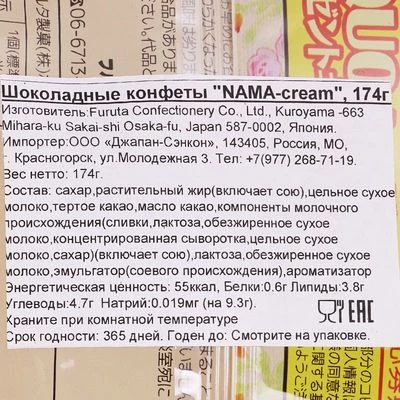 Шоколадные конфеты "NAMA-cream", 174г
Изготовитель:Furuta Confectionery Co., Ltd., Kuroyama -663
Mihara-ku Sakai-shi Osaka-fu, Japan 587-0002, Япония.
Импортер:ООО «Джапан-Сэнкон», 143405, Россия, МО,
г. Красногорск, ул.Молодежная 3. Тел: +7(977) 268-71-19.
Вес нетто: 174г.
Состав: сахар,растительный жир(включает сою),цельное сухое
молоко,тертое какао,масло какао,компоненты молочного
происхождения(сливки,лактоза,обезжиренное сухое
молоко,концентрированная сыворотка,цельное сухое
молоко,сахар)(включает сою),лактоза,обезжиренное сухое
молоко,эмульгатор(соевого происхождения),ароматизатор
Энергетическая ценность: 55ккал, Белки:0.6г Липиды:3.8г
Углеводы:4.7г Натрий:0.019мг (на 9.3г).
Храните при комнатной температуре
Срок годности: 365 дней. Годен до: Смотрите на упаковке.
EAC
06-6713